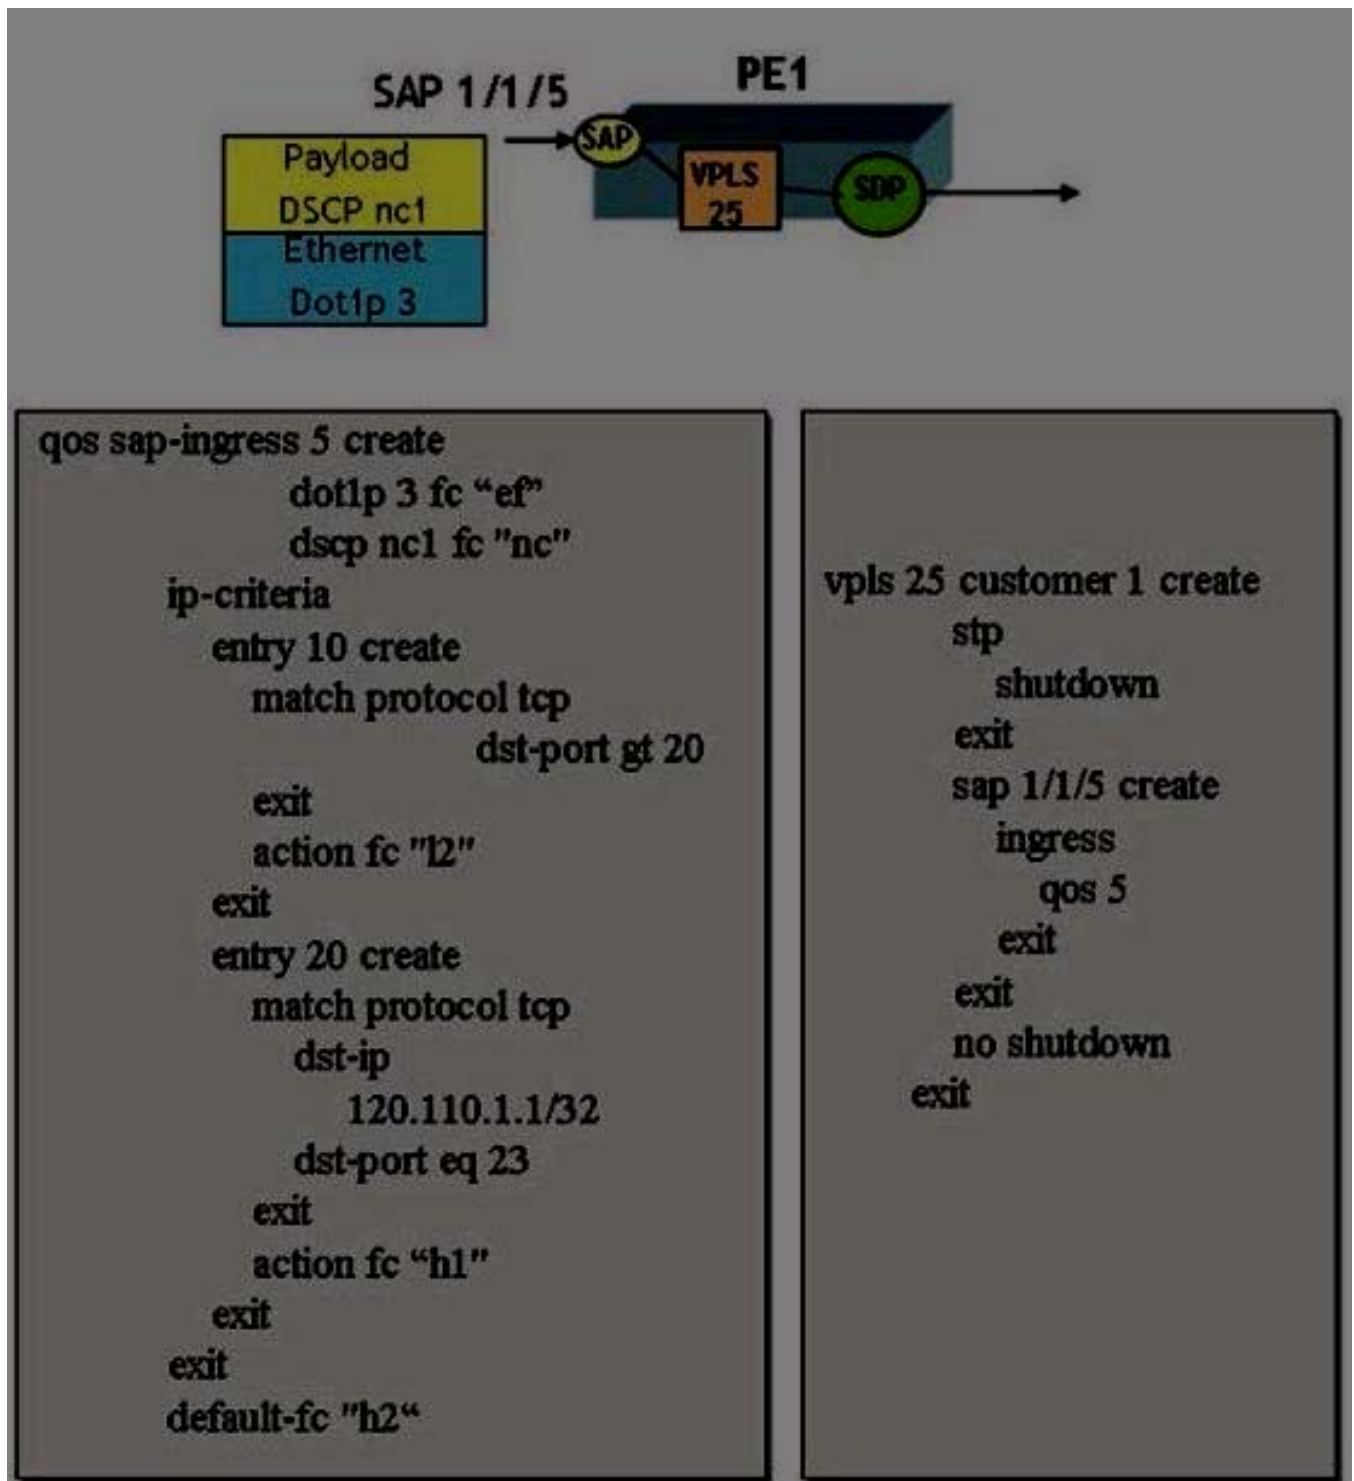 SAP 1/1/5
PE1
Payload
DSCP nc1
Ethernet
Dot1p 3
SAP
VPLS
25
SDP
qos sap-ingress 5 create
dot1p 3 fc “ef”
dscp nc1 fc "nc"
ip-criteria
entry 10 create
match protocol tcp
dst-port gt 20
exit
action fc "l2"
exit
entry 20 create
match protocol tcp
dst-ip
120.110.1.1/32
dst-port eq 23
exit
action fc “h1"
exit
exit
default-fc "h2“
vpls 25 customer 1 create
stp
shutdown
exit
sap 1/1/5 create
ingress
qos 5
exit
exit
no shutdown
exit